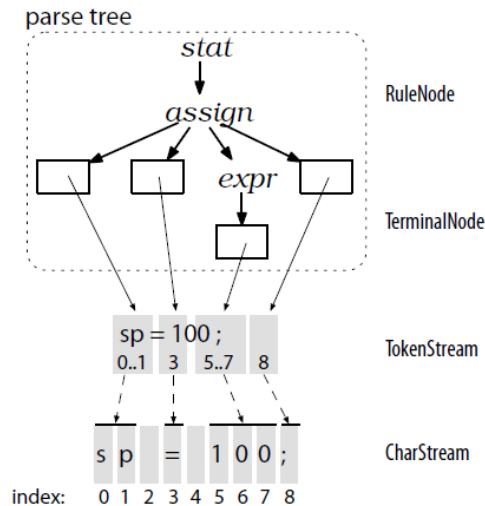 parse tree
stat
RuleNode
assign
expr
TerminalNode
sp = 100 ;
0..1 3 5..7 8
TokenStream
s p = 1 0 0 ;
CharStream
index: 0 1 2 3 4 5 6 7 8